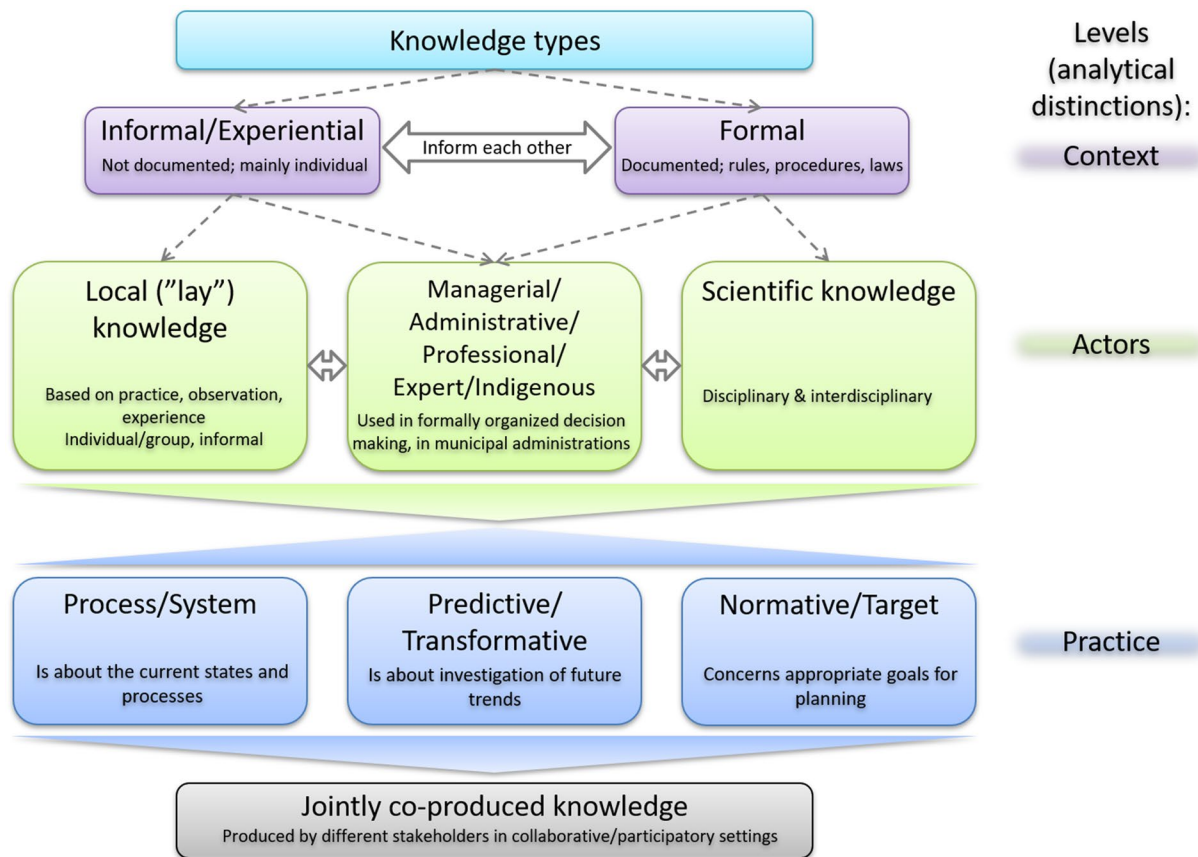 Knowledge types
Levels
(analytical
distinctions):
Informal/Experiential
Not documented; mainly individual
Inform each other
Formal
Documented; rules, procedures, laws
Context
Local (”lay”)
knowledge
Based on practice, observation,
experience
Individual/group, informal
Managerial/
Administrative/
Professional/
Expert/Indigenous
Used in formally organized decision
making, in municipal administrations
Scientific knowledge
Disciplinary & interdisciplinary
Actors
Process/System
Is about the current states and
processes
Predictive/
Transformative
Is about investigation of future
trends
Normative/Target
Concerns appropriate goals for
planning
Practice
Jointly co-produced knowledge
Produced by different stakeholders in collaborative/participatory settings